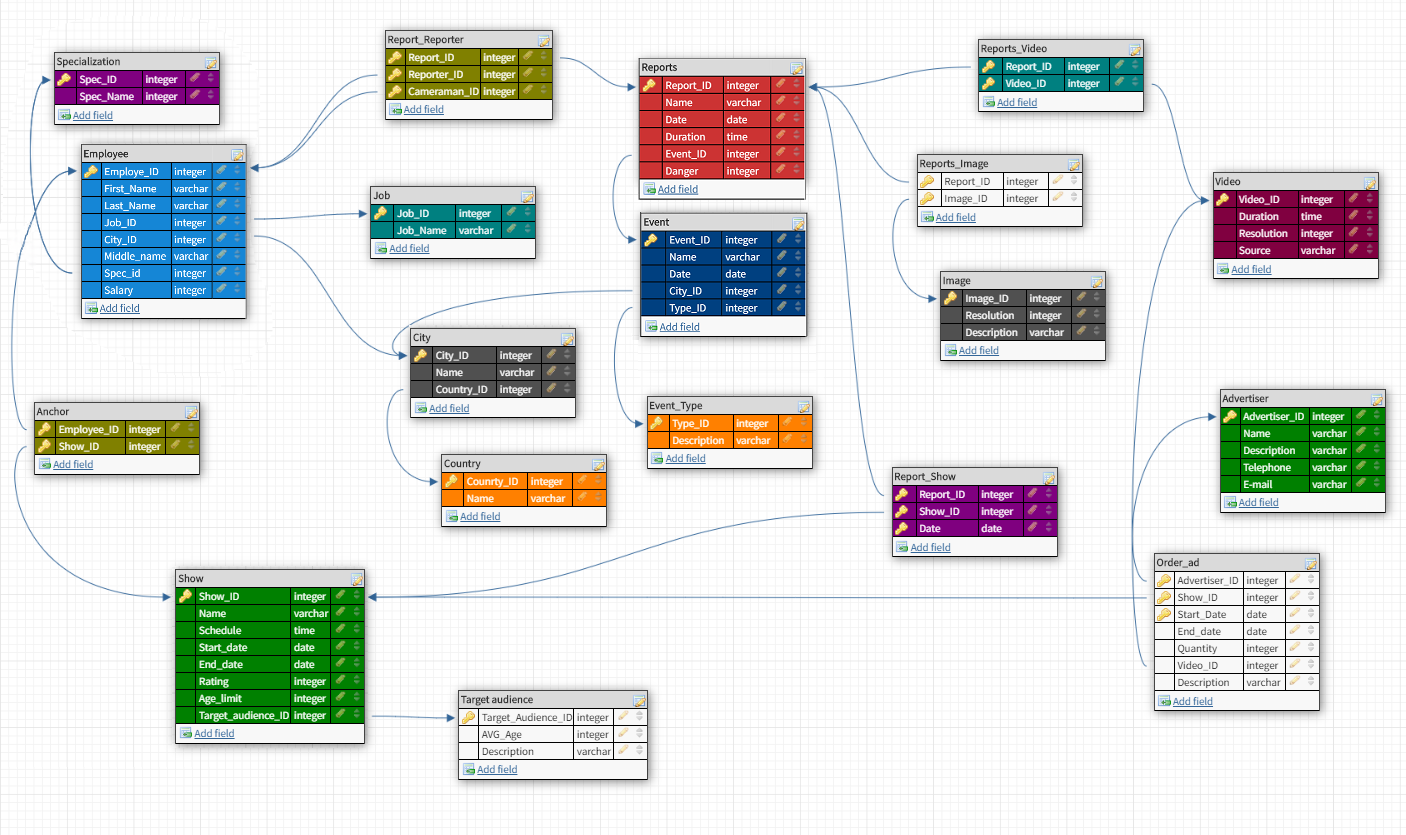 Specialization
Spec_ID integer
Spec_Name integer
Add field
Report_Reporter
Report_ID integer
Reporter_ID integer
Cameraman_ID integer
Add field
Reports
Report_ID integer
Name varchar
Date date
Duration time
Event_ID integer
Danger integer
Add field
Reports_Video
Report_ID integer
Video_ID integer
Add field
Employee
Employe_ID integer
First_Name varchar
Last_Name varchar
Job_ID integer
City_ID integer
Middle_name varchar
Spec_id integer
Salary integer
Add field
Job
Job_ID integer
Job_Name varchar
Add field
Event
Event_ID integer
Name varchar
Date date
City_ID integer
Type_ID integer
Add field
Reports_Image
Report_ID integer
Image_ID integer
Add field
Video
Video_ID integer
Duration time
Resolution integer
Source varchar
Add field
Image
Image_ID integer
Resolution integer
Description varchar
Add field
City
City_ID integer
Name varchar
Country_ID integer
Add field
Anchor
Employee_ID integer
Show_ID integer
Add field
Event_Type
Type_ID integer
Description varchar
Add field
Advertiser
Advertiser_ID integer
Name varchar
Description varchar
Telephone varchar
E-mail varchar
Add field
Country
Counrty_ID integer
Name varchar
Add field
Report_Show
Report_ID integer
Show_ID integer
Date date
Add field
Order_ad
Advertiser_ID integer
Show_ID integer
Start_Date date
End_date date
Quantity integer
Video_ID integer
Description varchar
Add field
Show
Show_ID integer
Name varchar
Schedule time
Start_date date
End_date date
Rating integer
Age_limit integer
Target_audience_ID integer
Add field
Target audience
Target_Audience_ID integer
AVG_Age integer
Description varchar
Add field